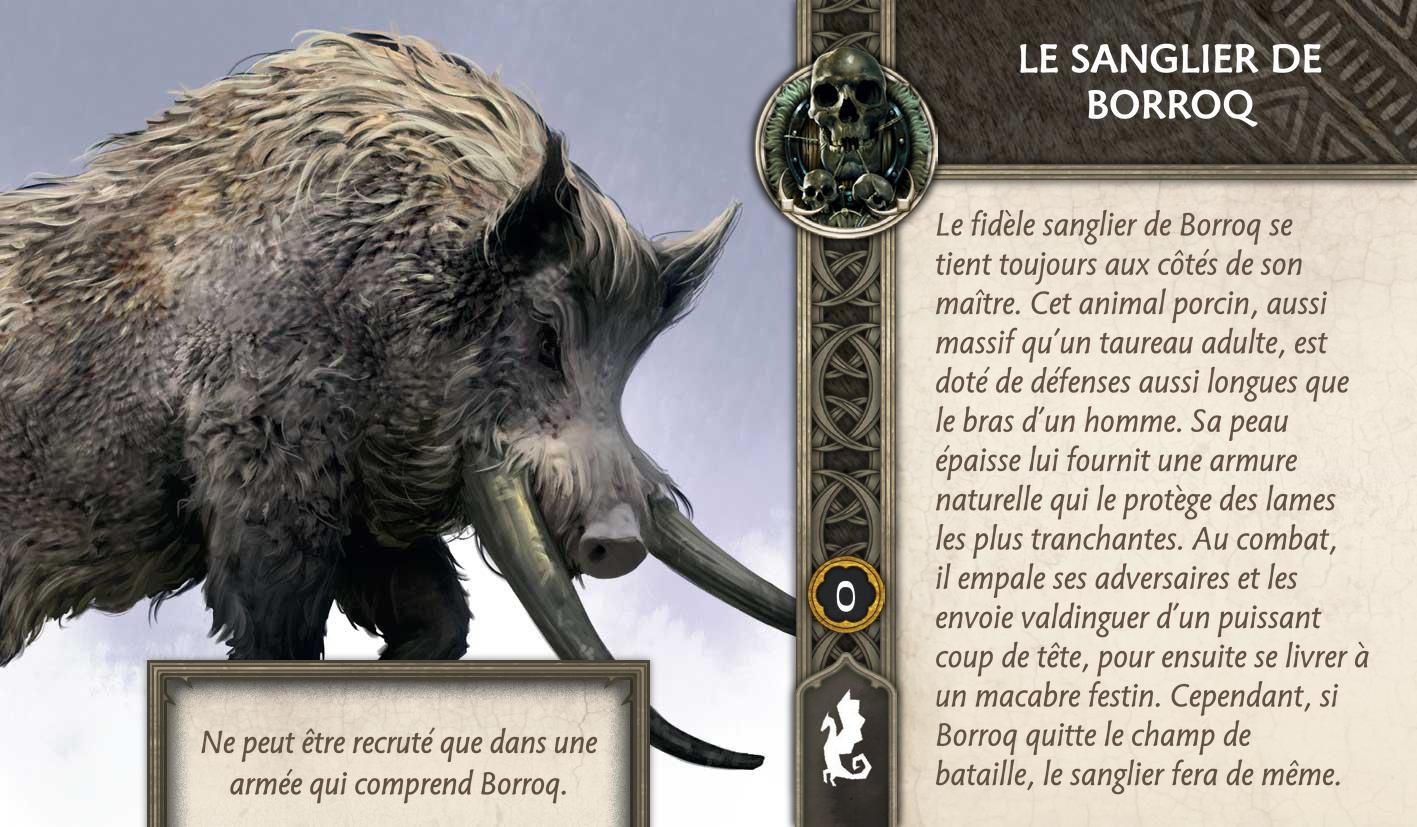 LE SANGLIER DE
BORROQ
Le fidèle sanglier de Borroq se
tient toujours aux côtés de son
maître. Cet animal porcin, aussi
massif qu'un taureau adulte, est
doté de défenses aussi longues que
le bras d'un homme. Sa peau
épaisse lui fournit une armure
naturelle qui le protège des lames
les plus tranchantes. Au combat,
il empale ses adversaires et les
envoie valdinguer d'un puissant
coup de tête, pour ensuite se livrer à
un macabre festin. Cependant, si
Borroq quitte le champ de
bataille, le sanglier fera de même.
0
Ne peut être recruté que dans une
armée qui comprend Borroq.